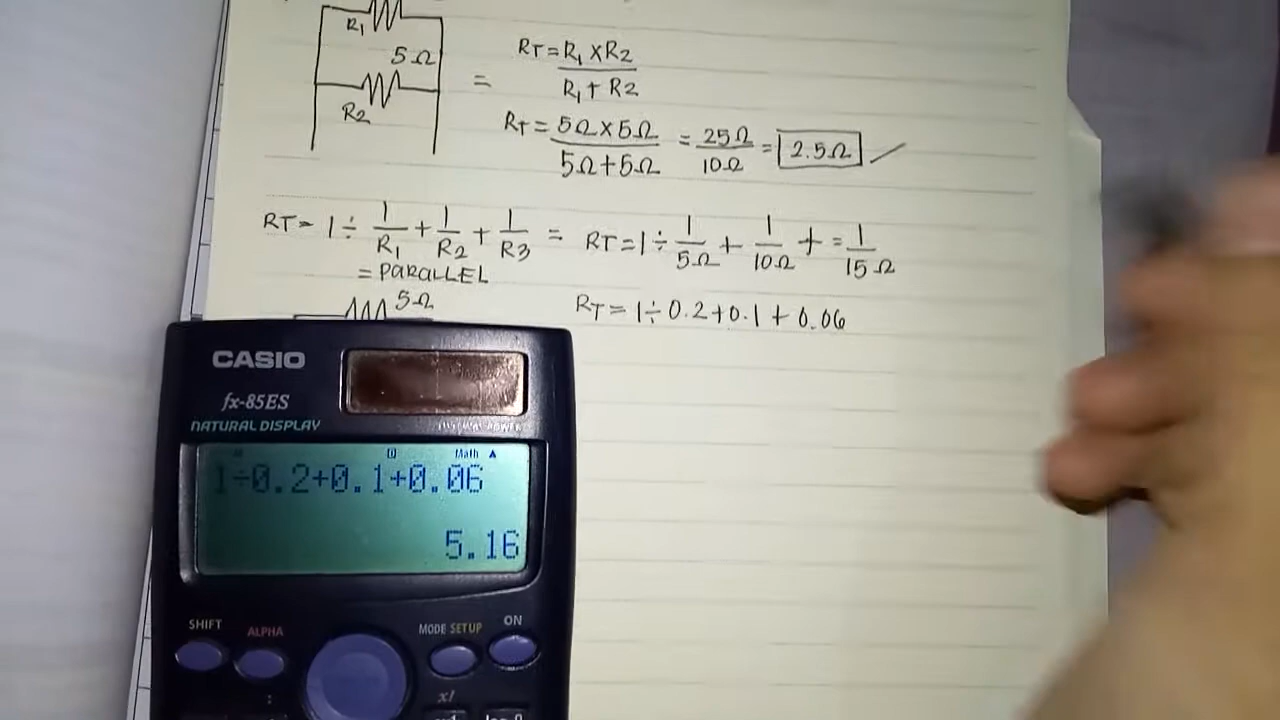 R1
5Ω
R2
=
RT = R1 × R2
R1 + R2
RT = 5Ω × 5Ω = 25Ω = 2.5Ω
5Ω + 5Ω 10Ω
RT = 1 ÷ 1/R1 + 1/R2 + 1/R3 = RT = 1 ÷ 1/5Ω + 1/10Ω + = 1/15Ω
= PARALLEL
5Ω
RT = 1 ÷ 0.2 + 0.1 + 0.06
CASIO
fx-85ES
NATURAL DISPLAY
Math ▲
1÷0.2+0.1+0.06
5.16
SHIFT
ALPHA
MODE SETUP
ON
:
x!